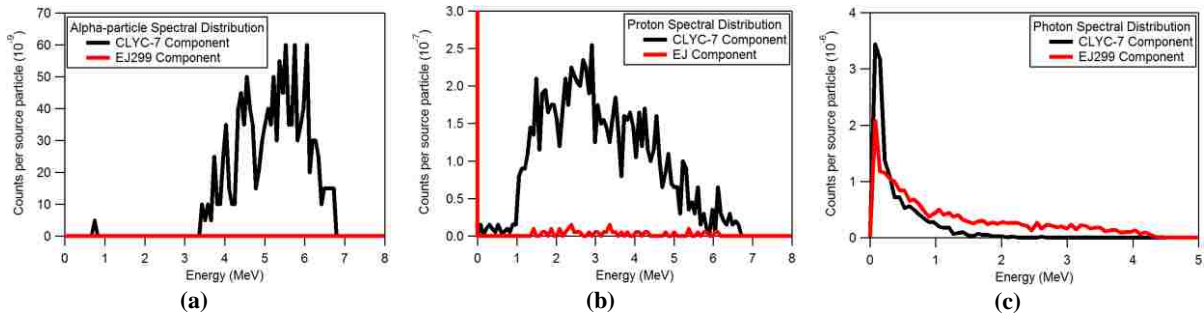 Alpha-particle Spectral Distribution
CLYC-7 Component
EJ299 Component
Counts per source particle (10⁻⁹)
70
60
50
40
30
20
10
0
0 1 2 3 4 5 6 7 8
Energy (MeV)
(a)
Proton Spectral Distribution
CLYC-7 Component
EJ Component
Counts per source particle (10⁻⁷)
3.0
2.5
2.0
1.5
1.0
0.5
0.0
0 1 2 3 4 5 6 7 8
Energy (MeV)
(b)
Photon Spectral Distribution
CLYC-7 Component
EJ299 Component
Counts per source particle (10⁻⁶)
4
3
2
1
0
0 1 2 3 4 5
Energy (MeV)
(c)